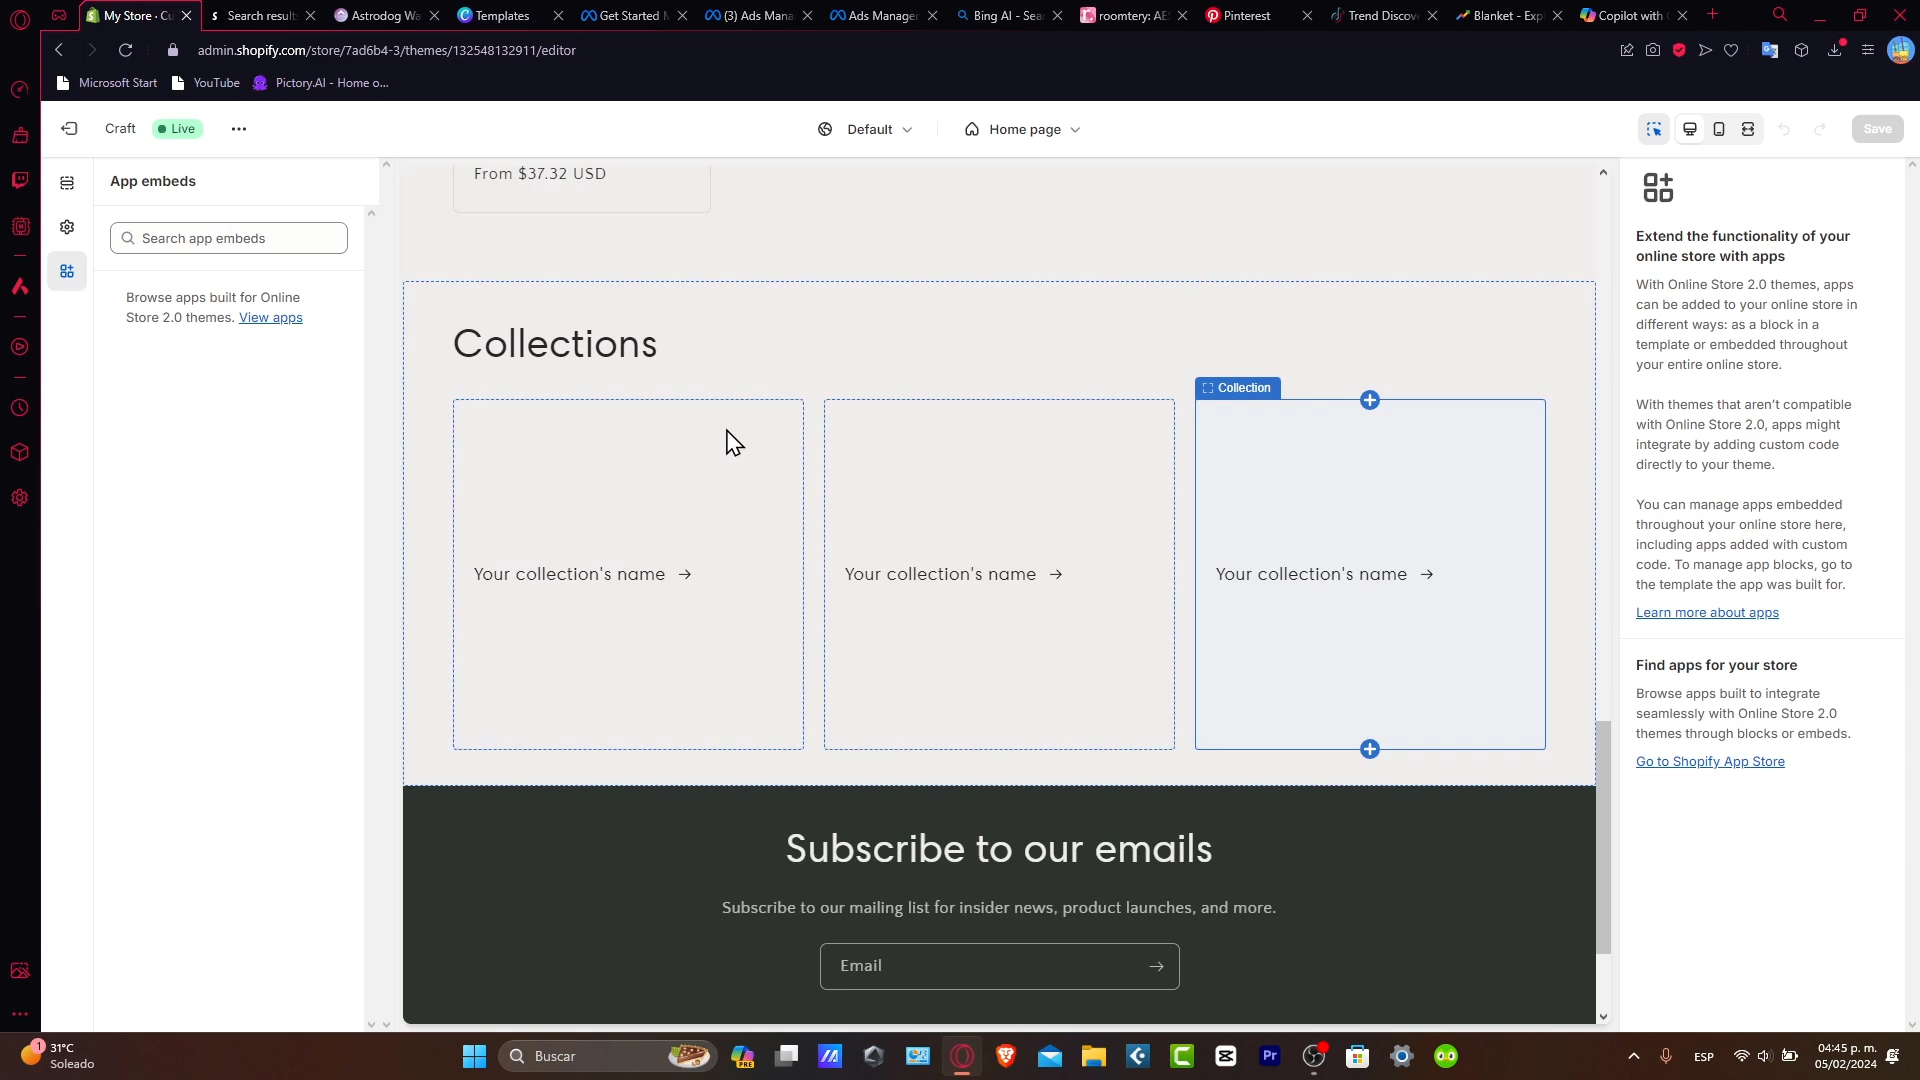 My Store · Cu
Search results
Astrodog Wa
Templates
Get Started M
(3) Ads Mana
Ads Manager
Bing AI - Sear
roomtery: AES
Pinterest
Trend Discov
Blanket - Expl
Copilot with
admin.shopify.com/store/7ad6b4-3/themes/132548132911/editor
Microsoft Start
YouTube
Pictory.AI - Home o...
Craft
Live
Default
Home page
Save
App embeds
Search app embeds
Browse apps built for Online
Store 2.0 themes. View apps
From $37.32 USD
Collections
Collection
Your collection's name →
Your collection's name →
Your collection's name →
Subscribe to our emails
Subscribe to our mailing list for insider news, product launches, and more.
Email
Extend the functionality of your
online store with apps
With Online Store 2.0 themes, apps
can be added to your online store in
different ways: as a block in a
template or embedded throughout
your entire online store.
With themes that aren't compatible
with Online Store 2.0, apps might
integrate by adding custom code
directly to your theme.
You can manage apps embedded
throughout your online store here,
including apps added with custom
code. To manage app blocks, go to
the template the app was built for.
Learn more about apps
Find apps for your store
Browse apps built to integrate
seamlessly with Online Store 2.0
themes through blocks or embeds.
Go to Shopify App Store
1
31°C
Soleado
Buscar
PRE
Pr
ESP
04:45 p. m.
05/02/2024